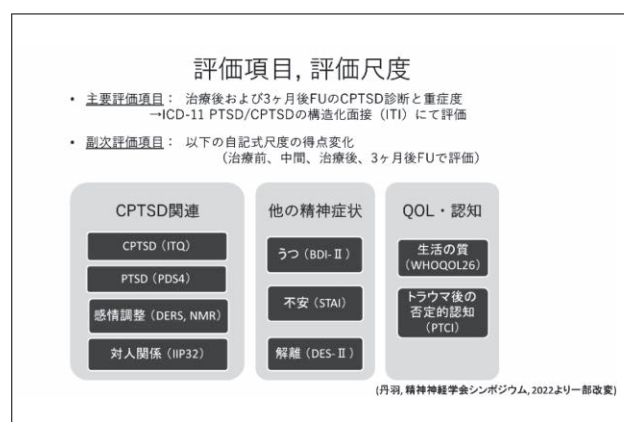 評価項目, 評価尺度
• 主要評価項目： 治療後および3ヶ月後FUのCPTSD診断と重症度
→ICD-11 PTSD/CPTSDの構造化面接（ITI）にて評価
• 副次評価項目： 以下の自記式尺度の得点変化
（治療前、中間、治療後、3ヶ月後FUで評価）
CPTSD関連
CPTSD（ITQ）
PTSD（PDS4）
感情調整（DERS, NMR）
対人関係（IIP32）
他の精神症状
うつ（BDI-Ⅱ）
不安（STAI）
解離（DES-Ⅱ）
QOL・認知
生活の質
（WHOQOL26）
トラウマ後の
否定的認知
（PTCI）
(丹羽, 精神神経学会シンポジウム, 2022より一部改変)